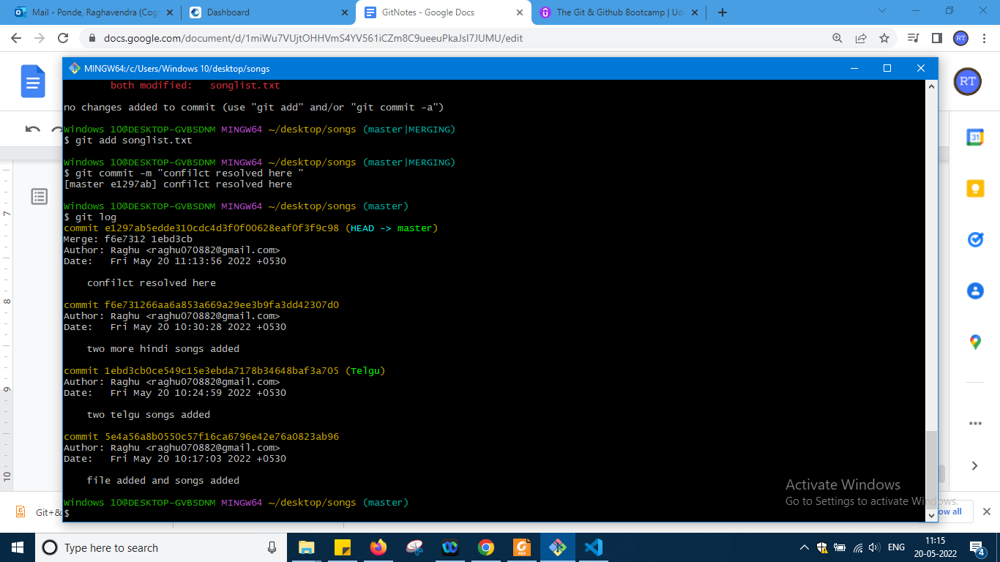 Mail - Ponde, Raghavendra (Cog
Dashboard
GitNotes - Google Docs
The Git & Github Bootcamp | Ud
docs.google.com/document/d/1miWu7VUjtOHHVmS4YV561iCZm8C9ueeuPkaJsI7JUMU/edit
RT
MINGW64:/c/Users/Windows 10/desktop/songs
RT
both modified:   songlist.txt
no changes added to commit (use "git add" and/or "git commit -a")
Windows 10@DESKTOP-GVBSDNM MINGW64 ~/desktop/songs (master|MERGING)
$ git add songlist.txt
Windows 10@DESKTOP-GVBSDNM MINGW64 ~/desktop/songs (master|MERGING)
$ git commit -m "confilct resolved here "
[master e1297ab] confilct resolved here
Windows 10@DESKTOP-GVBSDNM MINGW64 ~/desktop/songs (master)
$ git log
commit e1297ab5edde310cdc4d3f0f00628eaf0f3f9c98 (HEAD -> master)
Merge: f6e7312 1ebd3cb
Author: Raghu <raghu070882@gmail.com>
Date:   Fri May 20 11:13:56 2022 +0530
confilct resolved here
commit f6e731266aa6a853a669a29ee3b9fa3dd42307d0
Author: Raghu <raghu070882@gmail.com>
Date:   Fri May 20 10:30:28 2022 +0530
two more hindi songs added
commit 1ebd3cb0ce549c15e3ebda7178b34648baf3a705 (Telgu)
Author: Raghu <raghu070882@gmail.com>
Date:   Fri May 20 10:24:59 2022 +0530
two telgu songs added
commit 5e4a56a8b0550c57f16ca6796e42e76a0823ab96
Author: Raghu <raghu070882@gmail.com>
Date:   Fri May 20 10:17:03 2022 +0530
file added and songs added
Windows 10@DESKTOP-GVBSDNM MINGW64 ~/desktop/songs (master)
$
31
7
8
9
10
Activate Windows
Go to Settings to activate Windows.
Git+&
ow all
Type here to search
PDF
ENG
11:15
20-05-2022
4